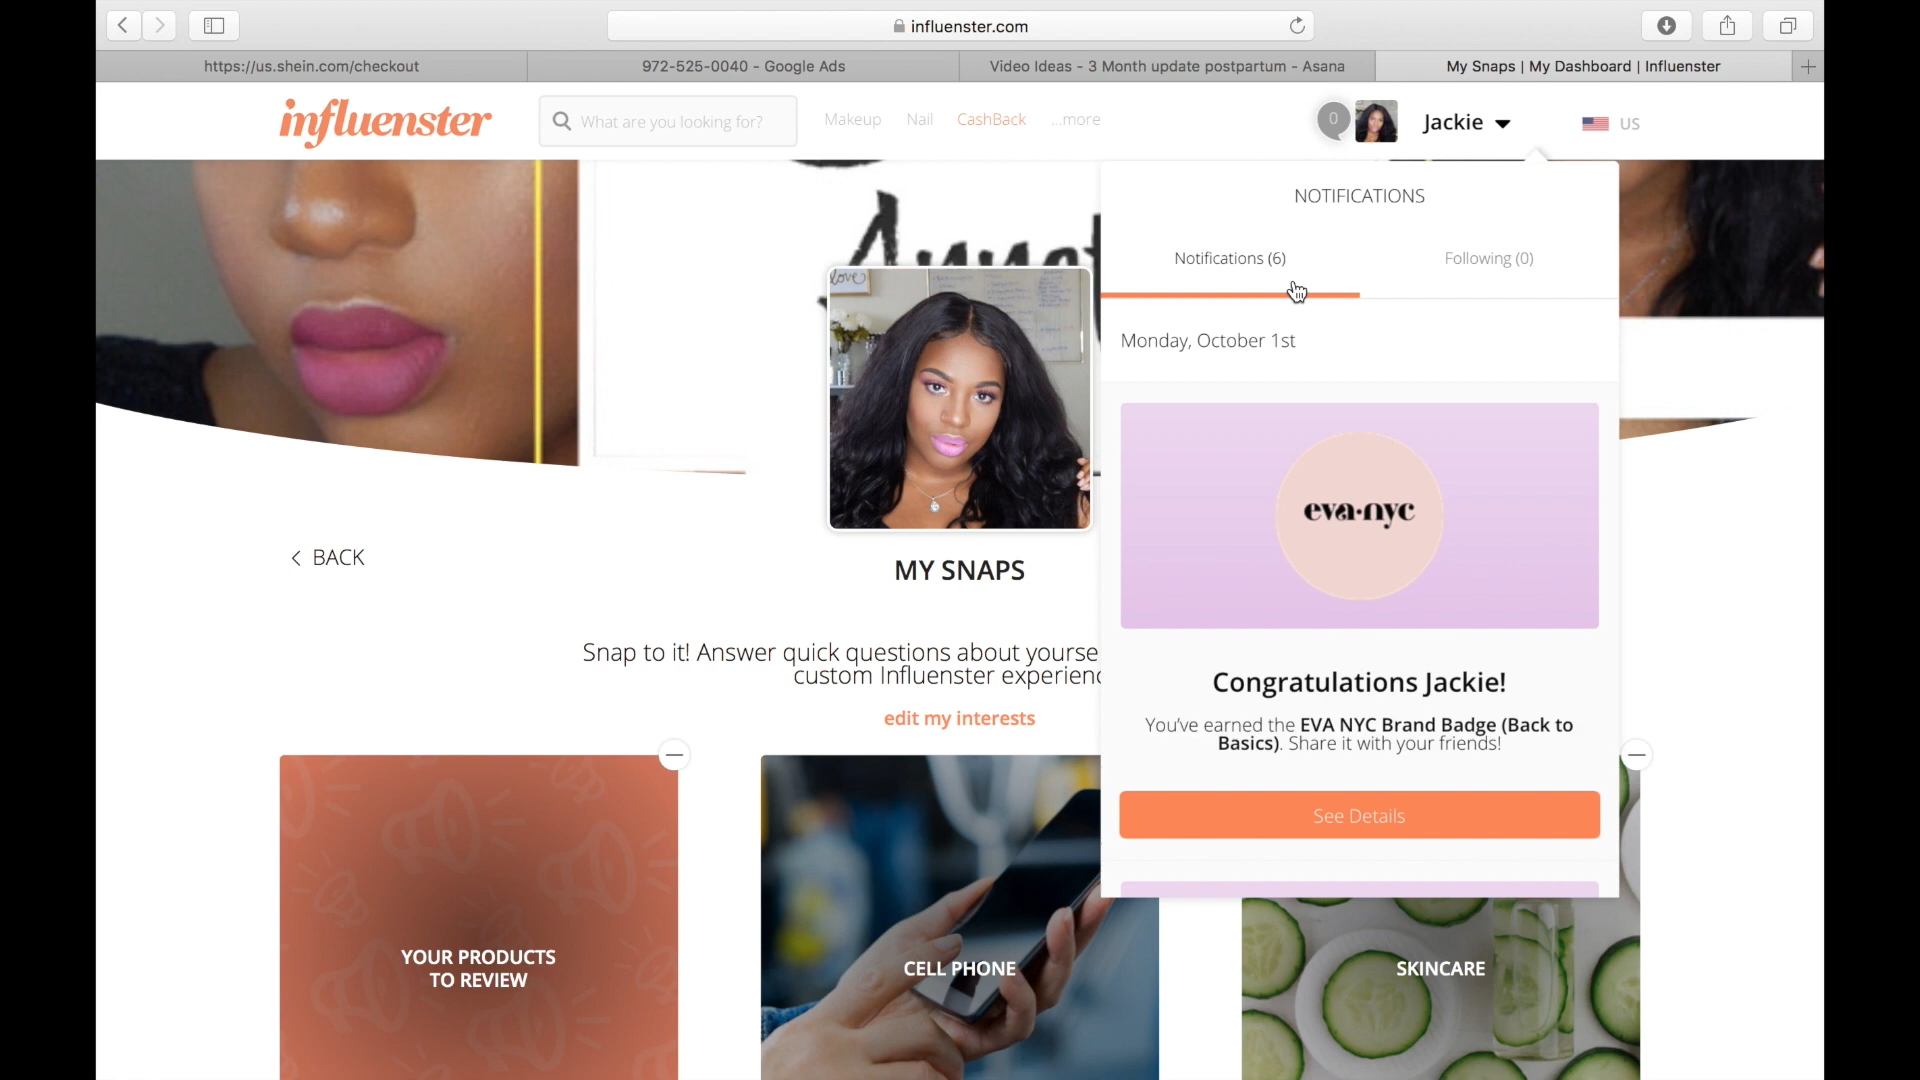 influenster.com
https://us.shein.com/checkout
972-525-0040 - Google Ads
Video Ideas - 3 Month update postpartum - Asana
My Snaps | My Dashboard | Influenster
influenster
What are you looking for?
Makeup
Nail
CashBack
...more
0
Jackie
US
NOTIFICATIONS
Notifications (6)
Following (0)
Monday, October 1st
love
eva·nyc
BACK
MY SNAPS
Snap to it! Answer quick questions about yourse
custom Influenster experienc
edit my interests
Congratulations Jackie!
You've earned the EVA NYC Brand Badge (Back to
Basics). Share it with your friends!
See Details
YOUR PRODUCTS
TO REVIEW
CELL PHONE
SKINCARE